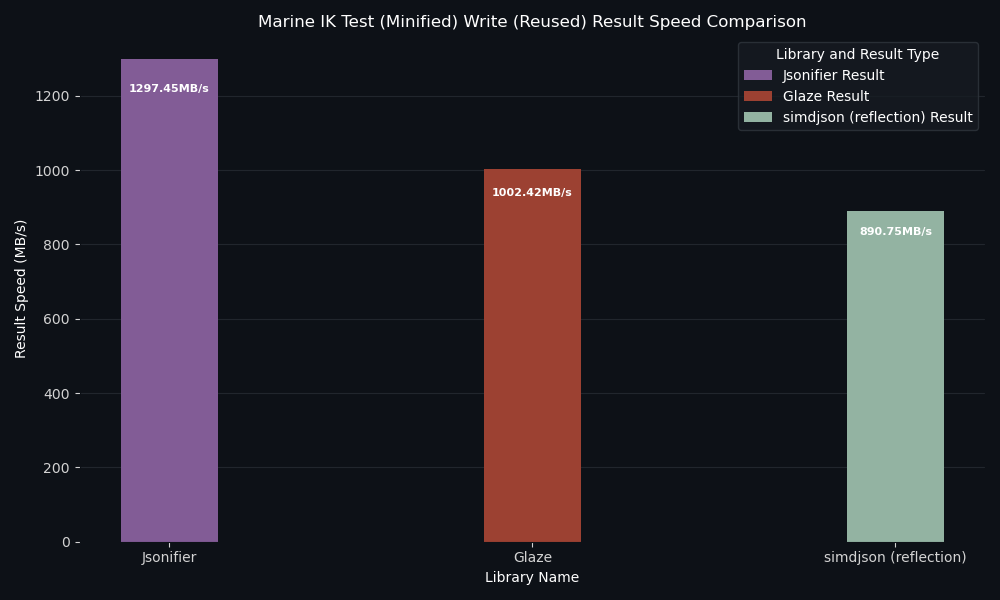 Marine IK Test (Minified) Write (Reused) Result Speed Comparison
Library and Result Type
Jsonifier Result
Glaze Result
simdjson (reflection) Result
1297.45MB/s
1002.42MB/s
890.75MB/s
Result Speed (MB/s)
1200
1000
800
600
400
200
0
Jsonifier
Glaze
simdjson (reflection)
Library Name